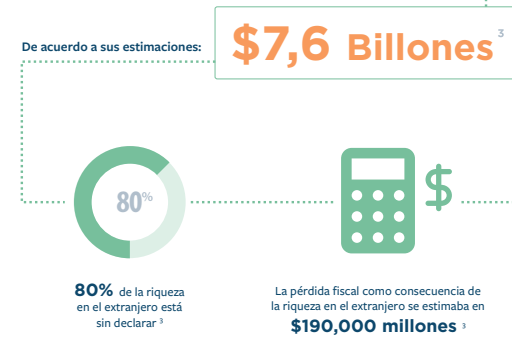 De acuerdo a sus estimaciones:
$7,6 Billones 3
80%
$
80% de la riqueza
en el extranjero está
sin declarar 3
La pérdida fiscal como consecuencia de
la riqueza en el extranjero se estimaba en
$190,000 millones 3